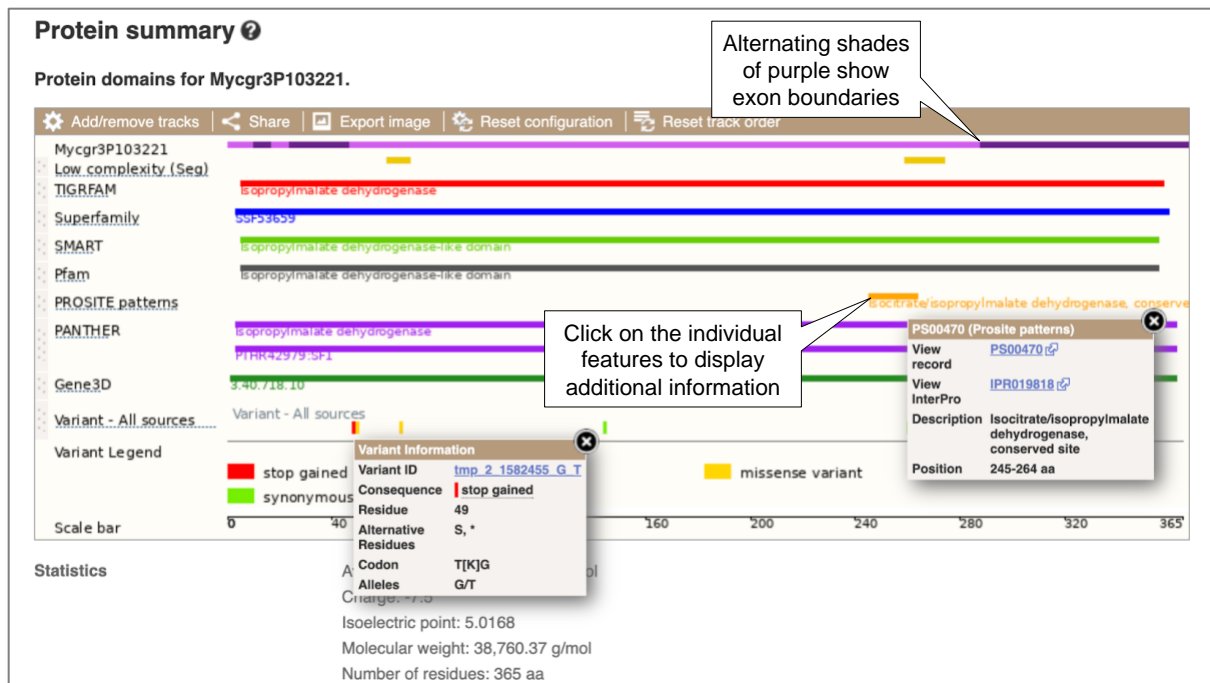 Protein summary
Alternating shades
of purple show
exon boundaries
Protein domains for Mycgr3P103221.
Add/remove tracks
Share
Export image
Reset configuration
Reset track order
Mycgr3P103221
Low complexity (Seg)
TIGRFAM
Isopropylmalate dehydrogenase
Superfamily
SSF53659
SMART
Isopropylmalate dehydrogenase-like domain
Pfam
Isopropylmalate dehydrogenase-like domain
PROSITE patterns
Isocitrate/isopropylmalate dehydrogenase, conserve
PANTHER
Isopropylmalate dehydrogenase
PTHR42979:SF1
Click on the individual
features to display
additional information
PS00470 (Prosite patterns)
View record PS00470
View InterPro IPR019818
Description Isocitrate/isopropylmalate
dehydrogenase,
conserved site
Position 245-264 aa
Gene3D
3.40.718.10
Variant - All sources
Variant - All sources
Variant Legend
stop gained
missense variant
synonymous
Variant Information
Variant ID tmp_2_1582455_G_T
Consequence stop gained
Residue 49
Alternative Residues S, *
Codon T[K]G
Alleles G/T
Scale bar
0 40 160 200 240 280 320 365
Statistics
Charge: -7.5
Isoelectric point: 5.0168
Molecular weight: 38,760.37 g/mol
Number of residues: 365 aa